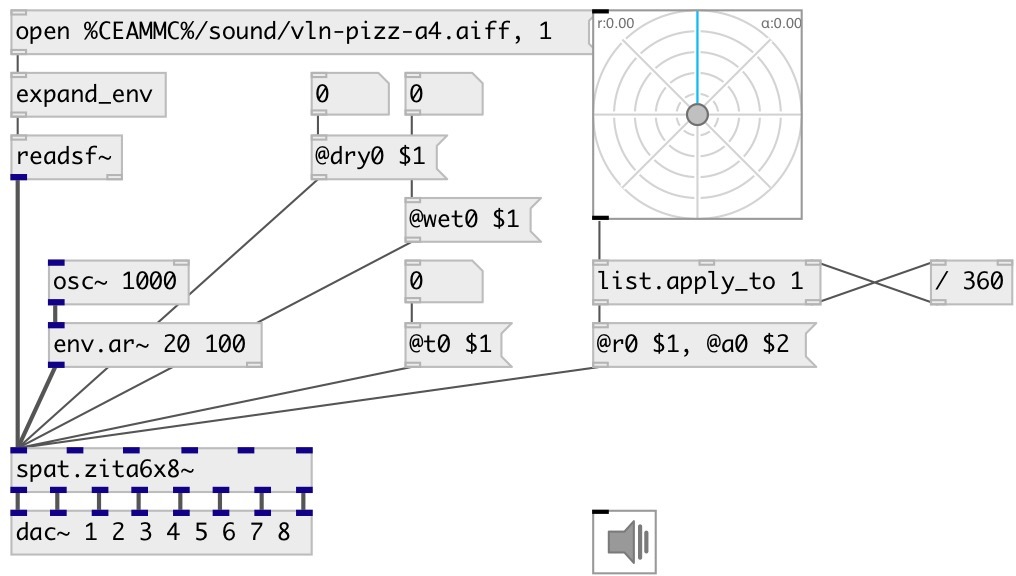 open %CEAMMC%/sound/vln-pizz-a4.aiff, 1
r:0.00
α:0.00
expand_env
0
0
readsf~
@dry0 $1
@wet0 $1
osc~ 1000
0
list.apply_to 1
/ 360
env.ar~ 20 100
@t0 $1
@r0 $1, @a0 $2
spat.zita6x8~
dac~ 1 2 3 4 5 6 7 8